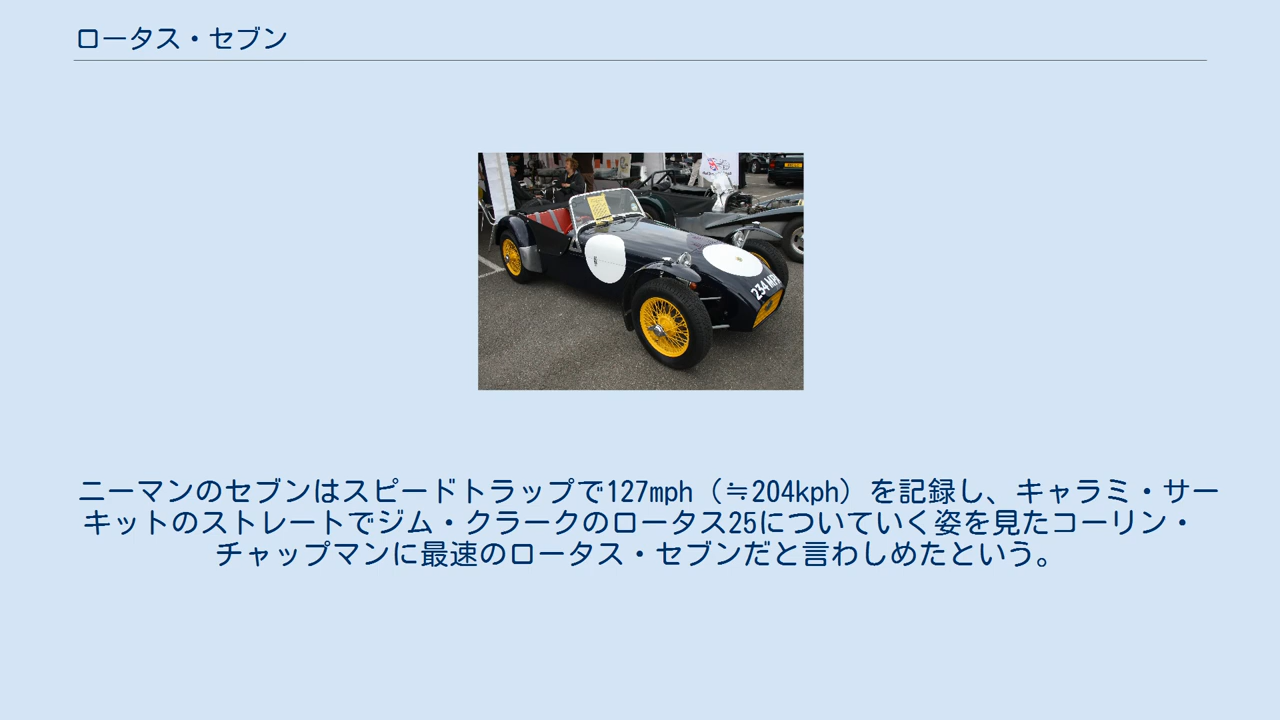 ロータス・セブン
234 MPA
ニーマンのセブンはスピードトラップで127mph（≒204kph）を記録し、キャラミ・サー
キットのストレートでジム・クラークのロータス25についていく姿を見たコーリン・
チャップマンに最速のロータス・セブンだと言わしめたという。